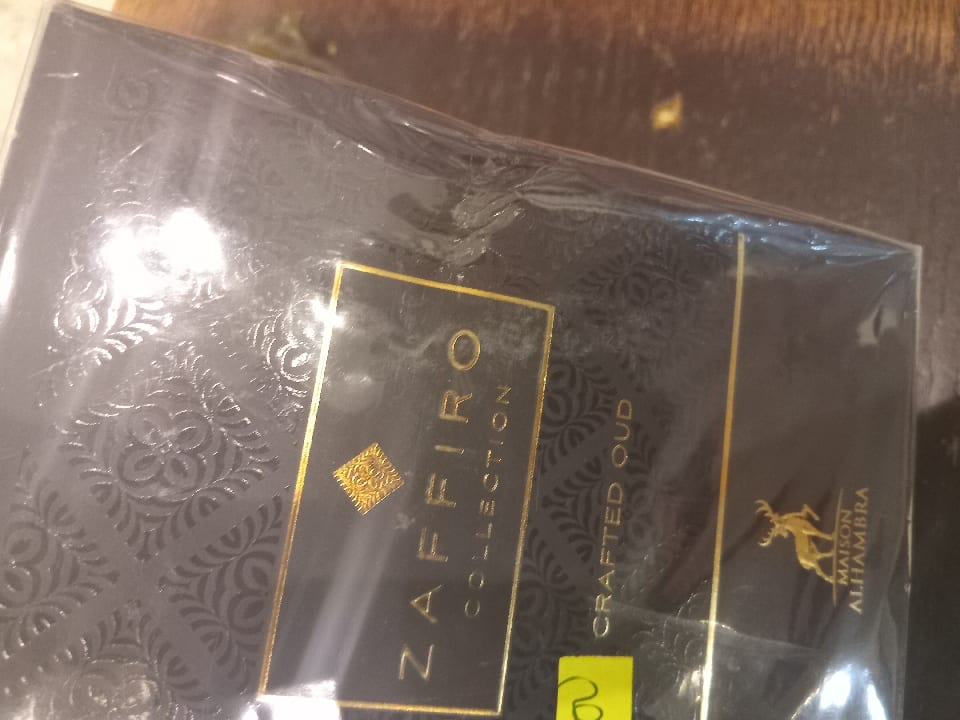 ZAFFIRO
COLLECTION
CRAFTED OUD
MAISON
ALHAMBRA